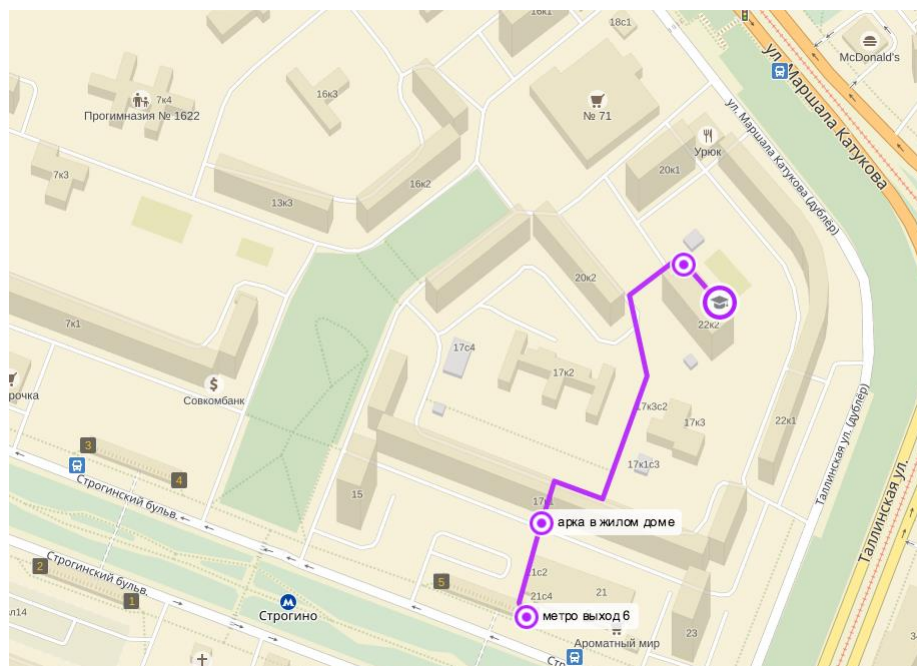 16к1
18с1
McDonald's
ул. Маршала Катукова
16к3
7к4
Прогимназия № 1622
№ 71
ул. Маршала Катукова (дублёр)
Урюк
20к1
16к2
7к3
13к3
20к2
22к2
7к1
17с4
17к2
Совкомбанк
рочка
17к3с2
17к3
22к1
Таллинская ул. (дублёр)
3
4
17к1с3
Строгинский бульв.
15
арка в жилом доме
Таллинская ул.
Строгинский бульв.
2
1
5
21с4
21
метро выход 6
Строгино
23
Ароматный мир